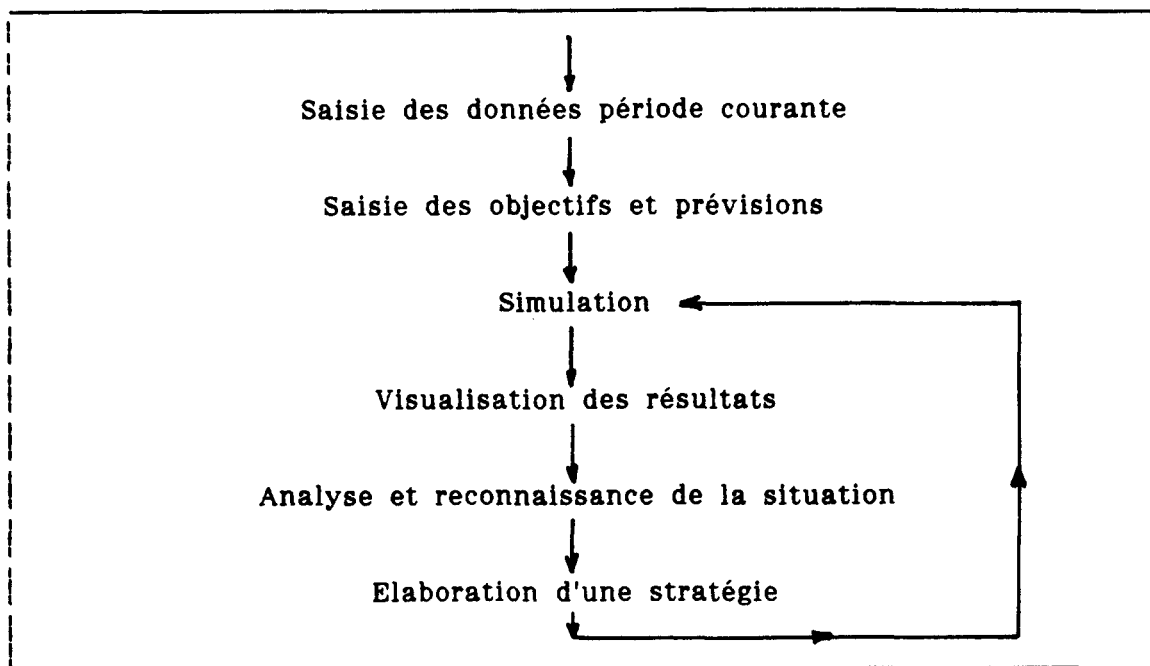 Saisie des données période courante
Saisie des objectifs et prévisions
Simulation
Visualisation des résultats
Analyse et reconnaissance de la situation
Elaboration d'une stratégie